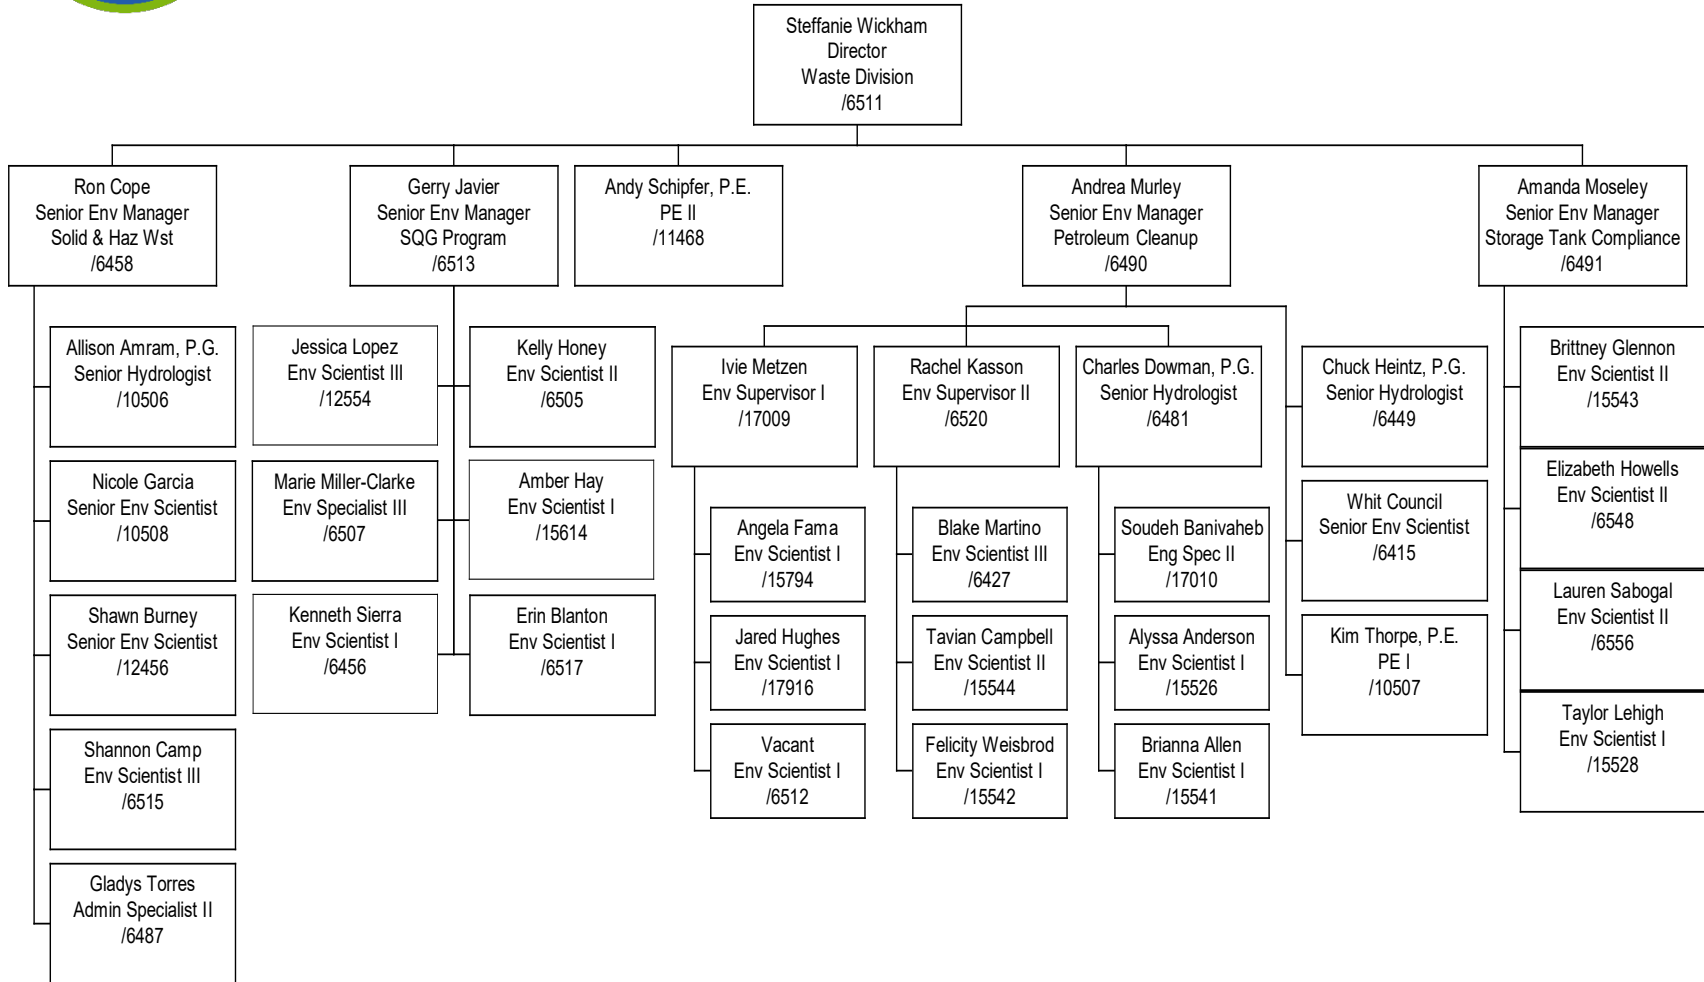 Steffanie Wickham
Director
Waste Division
/6511
Ron Cope
Senior Env Manager
Solid & Haz Wst
/6458
Gerry Javier
Senior Env Manager
SQG Program
/6513
Andy Schipfer, P.E.
PE II
/11468
Andrea Murley
Senior Env Manager
Petroleum Cleanup
/6490
Amanda Moseley
Senior Env Manager
Storage Tank Compliance
/6491
Allison Amram, P.G.
Senior Hydrologist
/10506
Nicole Garcia
Senior Env Scientist
/10508
Shawn Burney
Senior Env Scientist
/12456
Shannon Camp
Env Scientist III
/6515
Gladys Torres
Admin Specialist II
/6487
Jessica Lopez
Env Scientist III
/12554
Kelly Honey
Env Scientist II
/6505
Marie Miller-Clarke
Env Specialist III
/6507
Amber Hay
Env Scientist I
/15614
Kenneth Sierra
Env Scientist I
/6456
Erin Blanton
Env Scientist I
/6517
Ivie Metzen
Env Supervisor I
/17009
Angela Fama
Env Scientist I
/15794
Jared Hughes
Env Scientist I
/17916
Vacant
Env Scientist I
/6512
Rachel Kasson
Env Supervisor II
/6520
Blake Martino
Env Scientist III
/6427
Tavian Campbell
Env Scientist II
/15544
Felicity Weisbrod
Env Scientist I
/15542
Charles Dowman, P.G.
Senior Hydrologist
/6481
Soudeh Banivaheb
Eng Spec II
/17010
Alyssa Anderson
Env Scientist I
/15526
Brianna Allen
Env Scientist I
/15541
Chuck Heintz, P.G.
Senior Hydrologist
/6449
Whit Council
Senior Env Scientist
/6415
Kim Thorpe, P.E.
PE I
/10507
Brittney Glennon
Env Scientist II
/15543
Elizabeth Howells
Env Scientist II
/6548
Lauren Sabogal
Env Scientist II
/6556
Taylor Lehigh
Env Scientist I
/15528